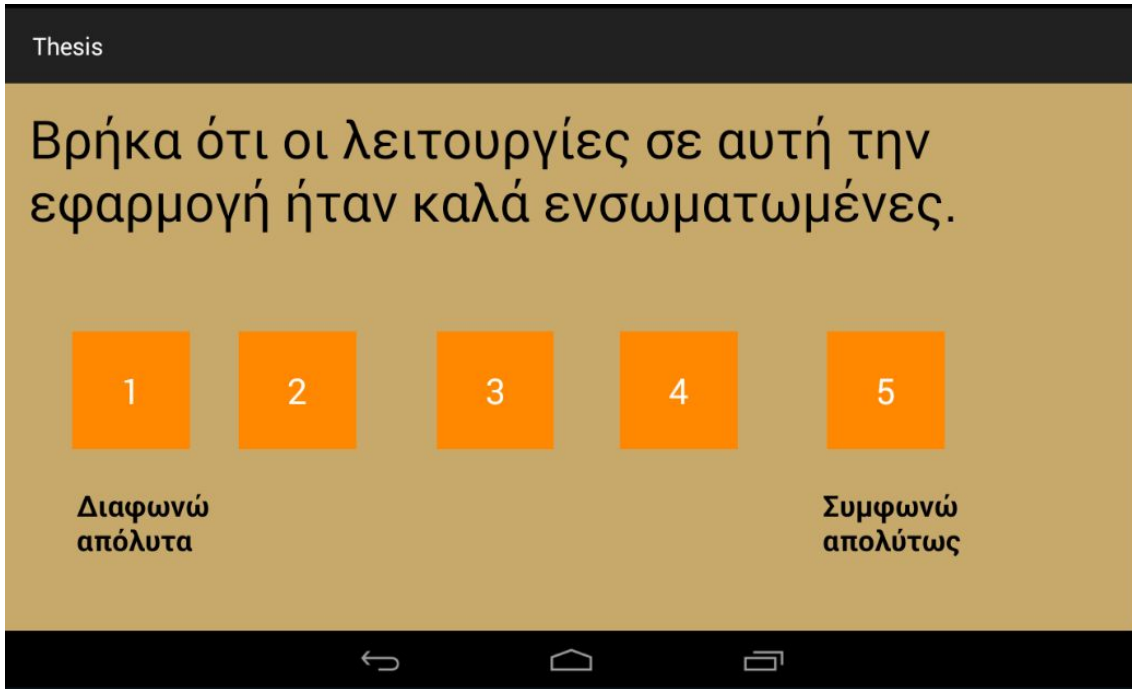 Thesis
Βρήκα ότι οι λειτουργίες σε αυτή την
εφαρμογή ήταν καλά ενσωματωμένες.
1 2 3 4 5
Διαφωνώ
απόλυτα
Συμφωνώ
απολύτως